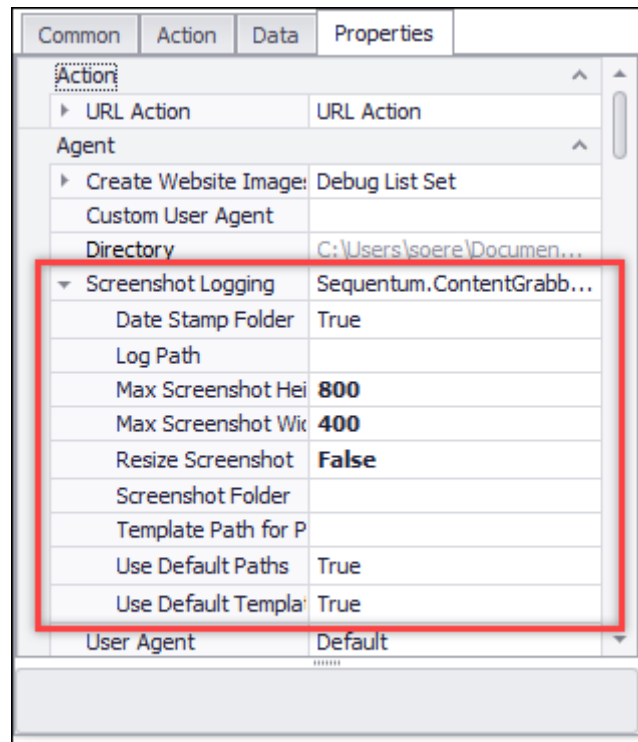 Common Action Data Properties
Action
URL Action URL Action
Agent
Create Website Images Debug List Set
Custom User Agent
Directory C:\Users\soere\Documen...
Screenshot Logging Sequentum.ContentGrabb...
Date Stamp Folder True
Log Path
Max Screenshot Hei 800
Max Screenshot Wid 400
Resize Screenshot False
Screenshot Folder
Template Path for P
Use Default Paths True
Use Default Templat True
User Agent Default